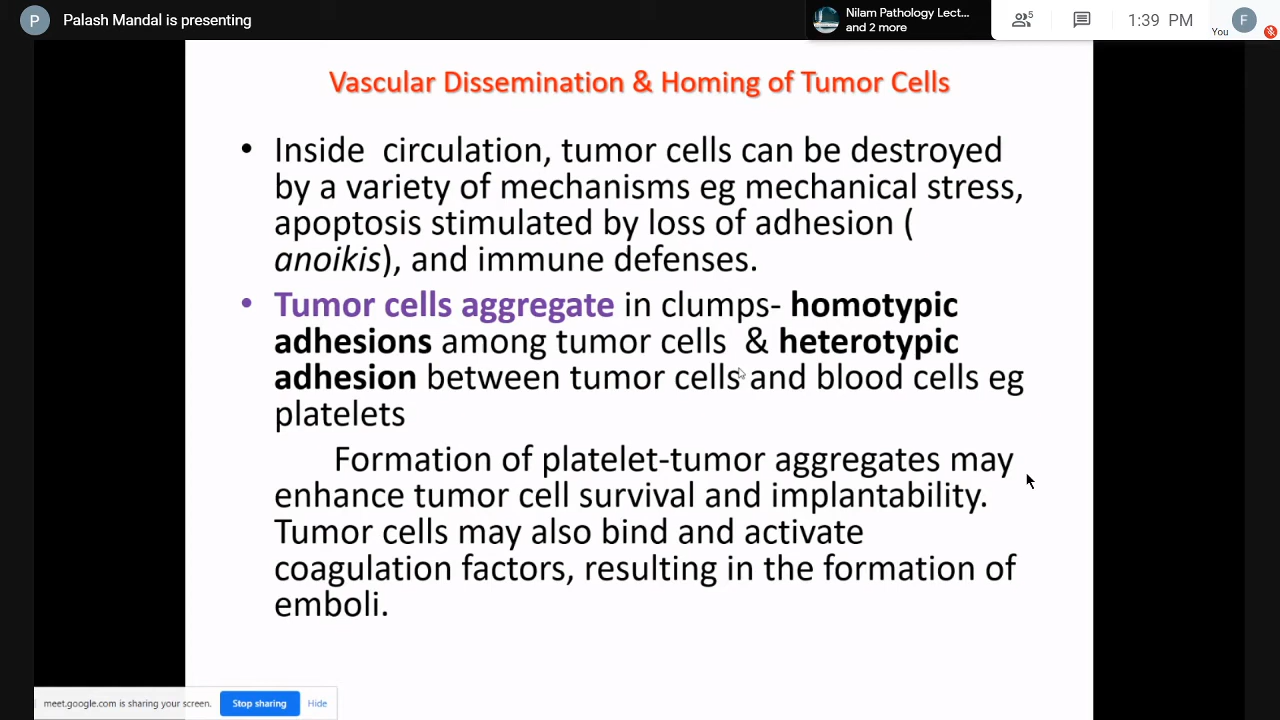 P Palash Mandal is presenting
Nilam Pathology Lect...
and 2 more
5
1:39 PM
You
F
Vascular Dissemination & Homing of Tumor Cells
• Inside circulation, tumor cells can be destroyed
by a variety of mechanisms eg mechanical stress,
apoptosis stimulated by loss of adhesion (
anoikis), and immune defenses.
• Tumor cells aggregate in clumps- homotypic
adhesions among tumor cells & heterotypic
adhesion between tumor cells and blood cells eg
platelets
Formation of platelet-tumor aggregates may
enhance tumor cell survival and implantability.
Tumor cells may also bind and activate
coagulation factors, resulting in the formation of
emboli.
meet.google.com is sharing your screen. Stop sharing Hide